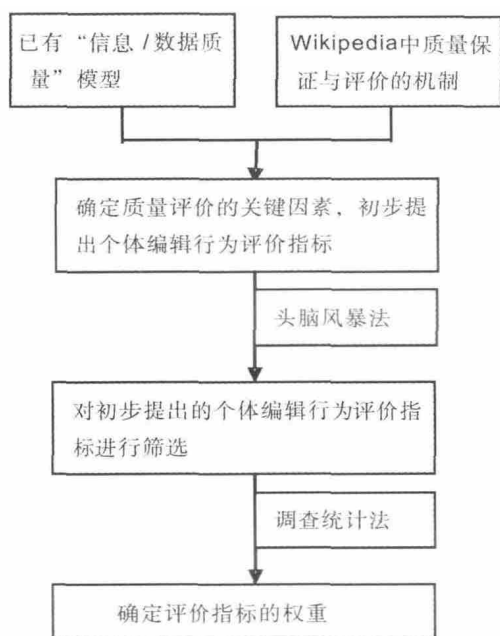 已有“信息 / 数据质
量”模型
Wikipedia中质量保
证与评价的机制
确定质量评价的关键因素，初步提
出个体编辑行为评价指标
头脑风暴法
对初步提出的个体编辑行为评价指
标进行筛选
调查统计法
确定评价指标的权重